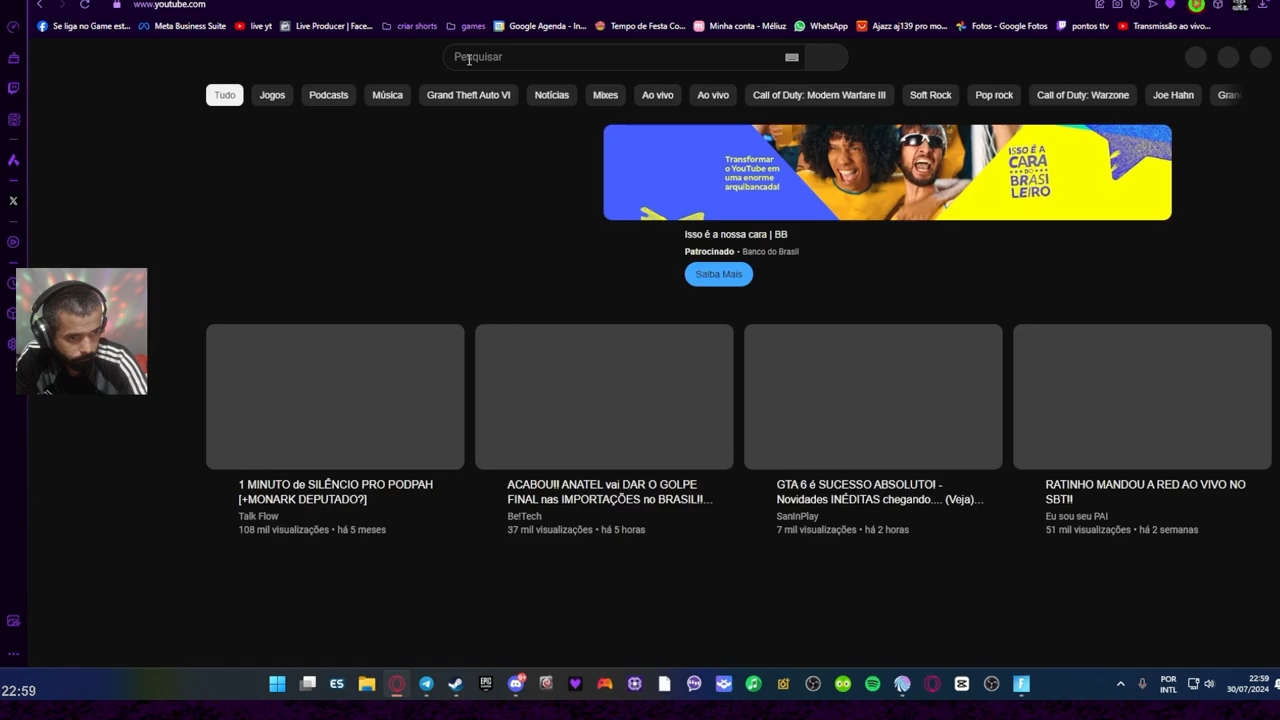 www.youtube.com
Se liga no Game est... Meta Business Suite live yt Live Producer | Face... criar shorts games Google Agenda - In... Tempo de Festa Co... Minha conta - Méliuz WhatsApp Ajazz aj139 pro mo... Fotos - Google Fotos pontos ttv Transmissão ao vivo...
Pesquisar
Tudo Jogos Podcasts Música Grand Theft Auto VI Notícias Mixes Ao vivo Ao vivo Call of Duty: Modern Warfare III Soft Rock Pop rock Call of Duty: Warzone Joe Hahn Gran
Transformar
o YouTube em
uma enorme
arquibancada!
ISSO É A
CARA
DO
BRAS
ILEIRO
Isso é a nossa cara | BB
Patrocinado • Banco do Brasil
Saiba Mais
1 MINUTO de SILÊNCIO PRO PODPAH
[+MONARK DEPUTADO?]
Talk Flow
108 mil visualizações • há 5 meses
ACABOU!! ANATEL vai DAR O GOLPE
FINAL nas IMPORTAÇÕES no BRASIL!!...
Be!Tech
37 mil visualizações • há 5 horas
GTA 6 é SUCESSO ABSOLUTO! -
Novidades INÉDITAS chegando.... (Veja)...
SanInPlay
7 mil visualizações • há 2 horas
RATINHO MANDOU A RED AO VIVO NO
SBT!!
Eu sou seu PAI
51 mil visualizações • há 2 semanas
22:59
ES
EPIC
POR
INTL
22:59
30/07/2024